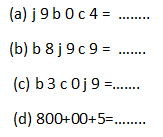 (a) j 9 b 0 c 4 = ........
(b) b 8 j 9 c 9 = .......
(c) b 3 c 0 j 9 =.......
(d) 800+00+5=........